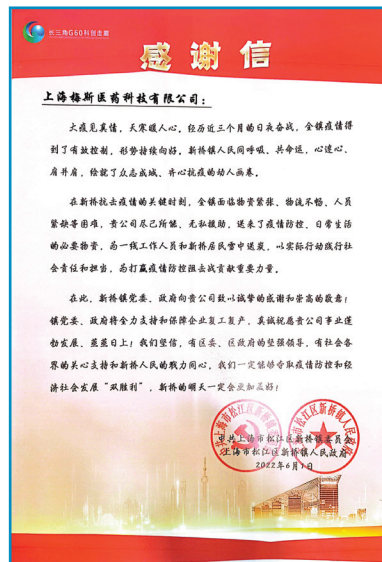 长三角G60科创走廊
感谢信
上海梅斯医药科技有限公司：
大疫见真情，天寒暖人心。经历近三个月的日夜奋战，全镇疫情得
到了有效控制，形势持续向好。新桥镇人民同呼吸、共命运，心连心、
肩并肩，绘就了众志成城、齐心抗疫的动人画卷。
在新桥抗击疫情的关键时刻，全镇面临物资紧张、物流不畅、人员
紧缺等困难，贵公司尽己所能、无私援助，送来了疫情防控、日常生活
的必要物资，为一线工作人员和新桥居民雪中送炭，以实际行动践行社
会责任和担当，为打赢疫情防控阻击战贡献重要力量。
在此，新桥镇党委、政府向贵公司致以诚挚的感谢和崇高的敬意！
镇党委、政府将全力支持和保障企业复工复产，真诚祝愿贵公司事业蓬
勃发展、蒸蒸日上！我们坚信，有区委、区政府的坚强领导，有社会各
界的关心支持和新桥人民的戮力同心，我们一定能够夺取疫情防控和经
济社会发展“双胜利”，新桥的明天一定会更加美好！
中共上海市松江区新桥镇委员会
上海市松江区新桥镇人民政府
2022年6月1日